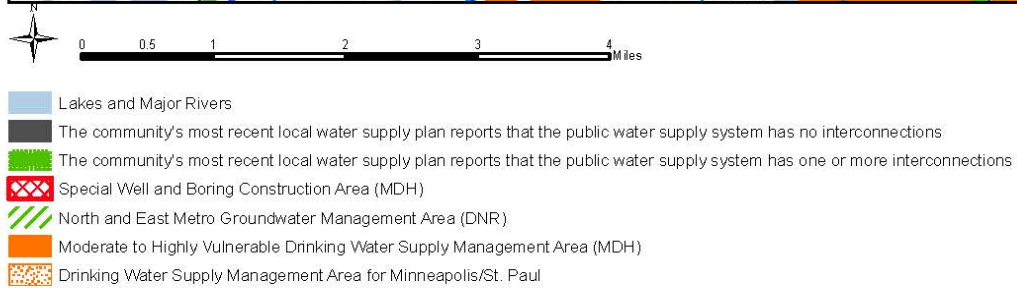 N
0 0.5 1 2 3 4
Miles
Lakes and Major Rivers
The community's most recent local water supply plan reports that the public water supply system has no interconnections
The community's most recent local water supply plan reports that the public water supply system has one or more interconnections
Special Well and Boring Construction Area (MDH)
North and East Metro Groundwater Management Area (DNR)
Moderate to Highly Vulnerable Drinking Water Supply Management Area (MDH)
Drinking Water Supply Management Area for Minneapolis/St. Paul